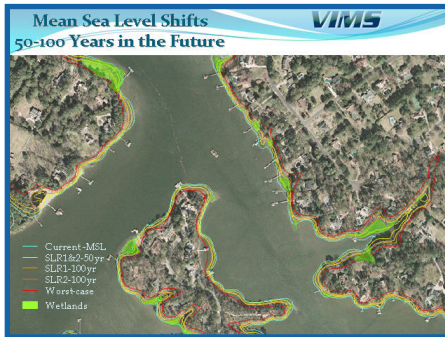 Mean Sea Level Shifts
50-100 Years in the Future
VIMS
Current-MSL
SLR1&2-50yr
SLR1-100yr
SLR2-100yr
Worst-case
Wetlands